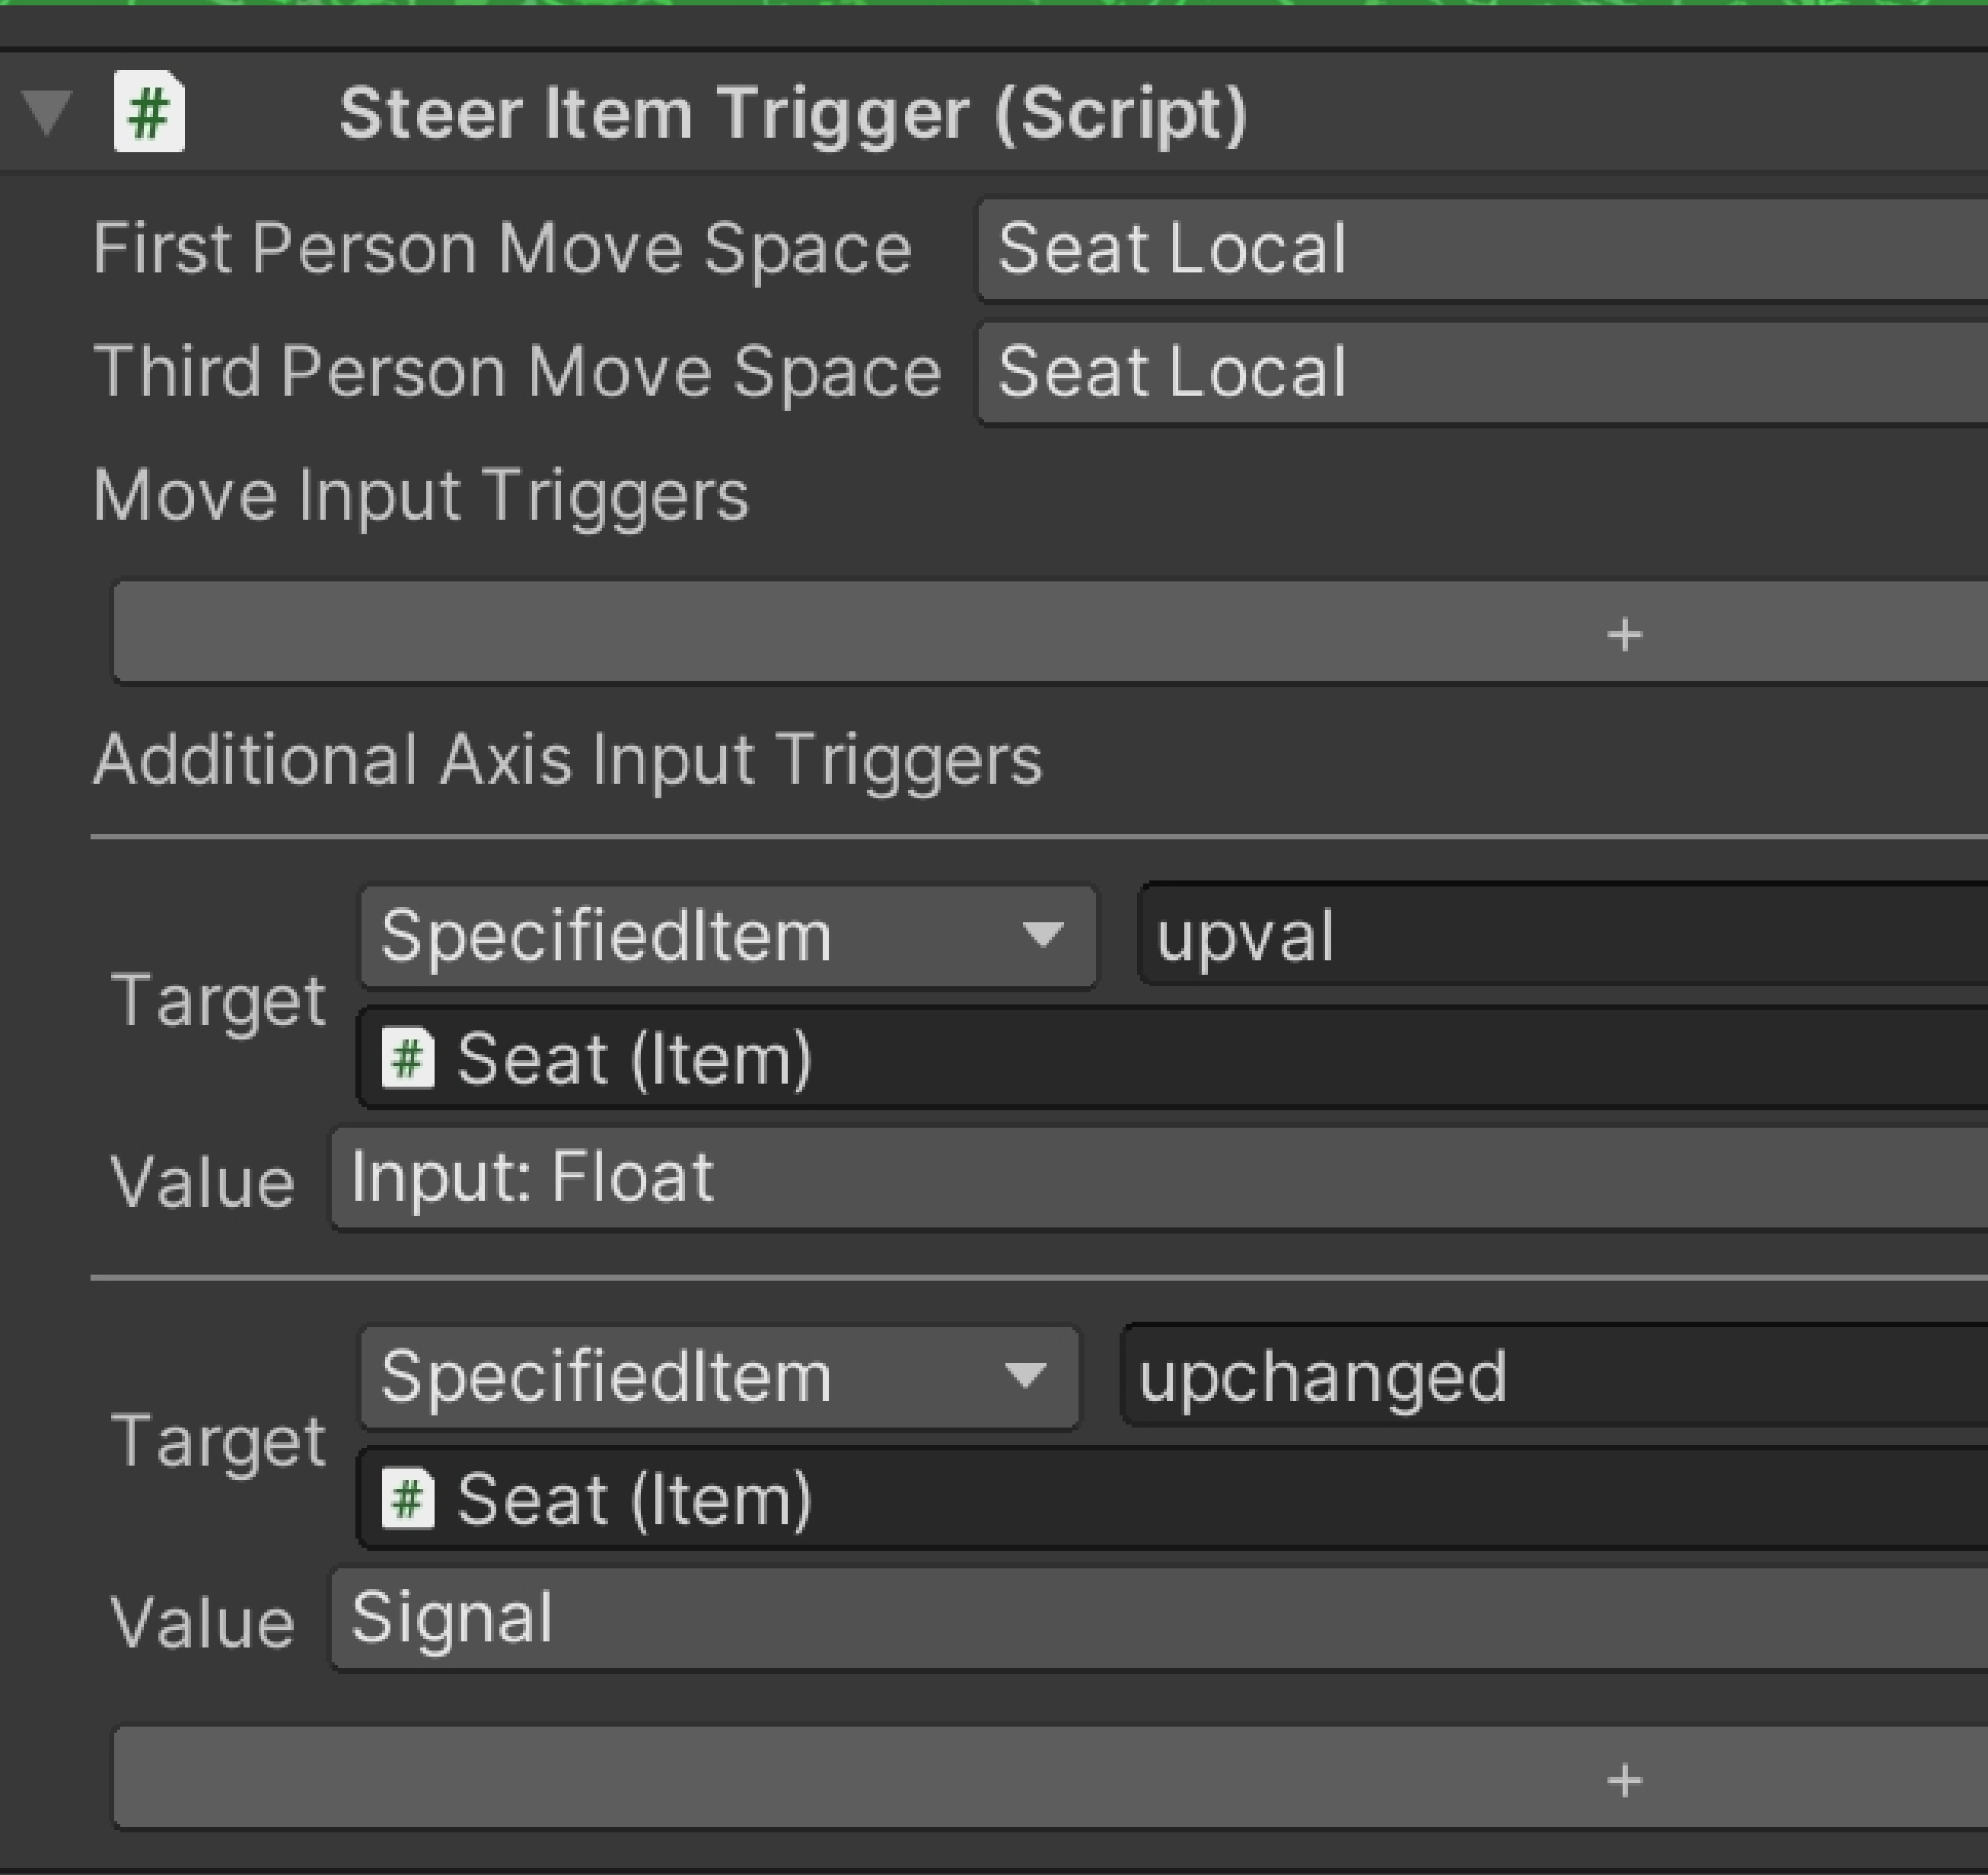 Steer Item Trigger (Script)
First Person Move Space Seat Local
Third Person Move Space Seat Local
Move Input Triggers
+
Additional Axis Input Triggers
SpecifiedItem upval
Target
# Seat (Item)
Value Input: Float
SpecifiedItem upchanged
Target
# Seat (Item)
Value Signal
+